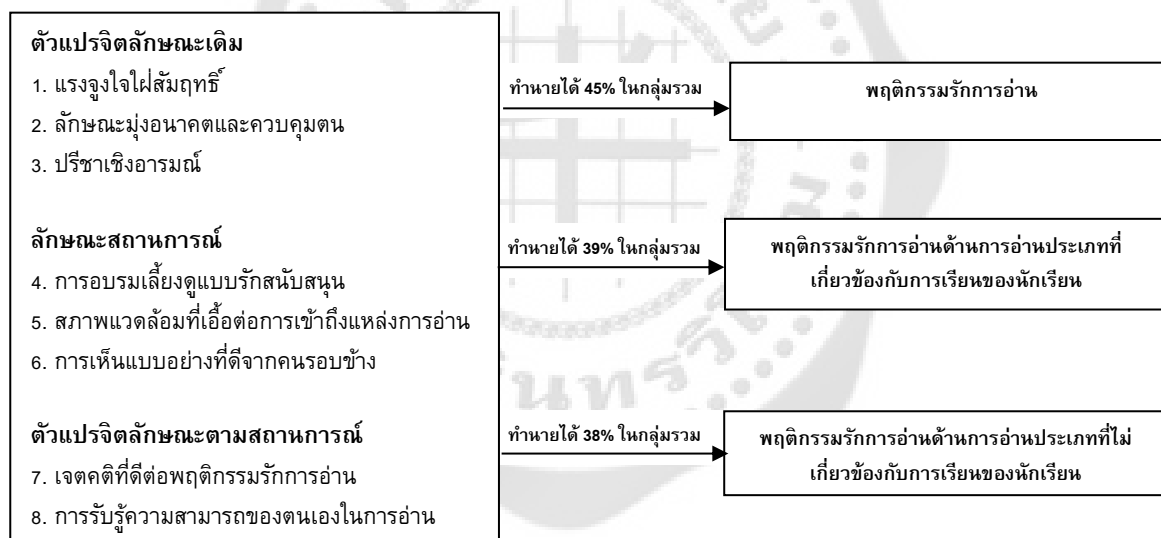 ตัวแปรจิตลักษณะเดิม
1. แรงจูงใจใฝ่สัมฤทธิ์
2. ลักษณะมุ่งอนาคตและควบคุมตน
3. ปรีชาเชิงอารมณ์
ลักษณะสถานการณ์
4. การอบรมเลี้ยงดูแบบรักสนับสนุน
5. สภาพแวดล้อมที่เอื้อต่อการเข้าถึงแหล่งการอ่าน
6. การเห็นแบบอย่างที่ดีจากคนรอบข้าง
ตัวแปรจิตลักษณะตามสถานการณ์
7. เจตคติที่ดีต่อพฤติกรรมรักการอ่าน
8. การรับรู้ความสามารถของตนเองในการอ่าน
ทำนายได้ 45% ในกลุ่มรวม
พฤติกรรมรักการอ่าน
ทำนายได้ 39% ในกลุ่มรวม
พฤติกรรมรักการอ่านด้านการอ่านประเภทที่
เกี่ยวข้องกับการเรียนของนักเรียน
ทำนายได้ 38% ในกลุ่มรวม
พฤติกรรมรักการอ่านด้านการอ่านประเภทที่ไม่
เกี่ยวข้องกับการเรียนของนักเรียน